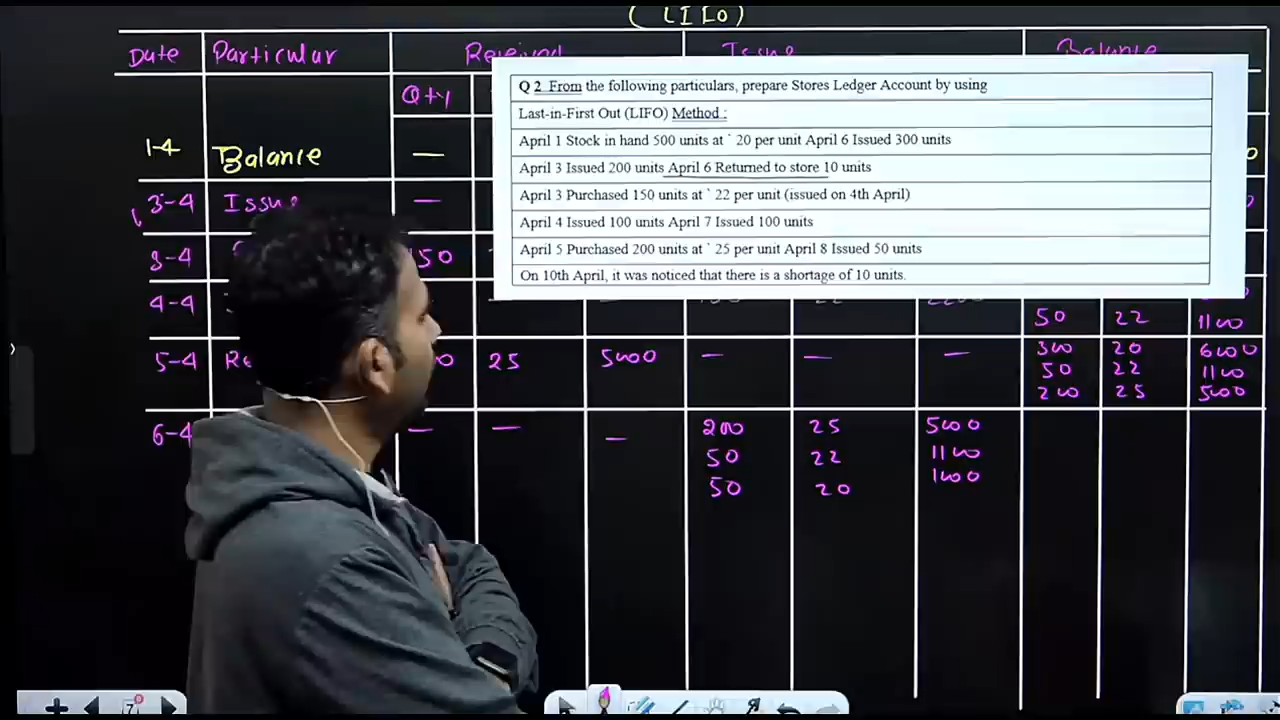 (LIFO)
Date Particular Received Issue Balance
Qty
Q 2 From the following particulars, prepare Stores Ledger Account by using
Last-in-First Out (LIFO) Method :
April 1 Stock in hand 500 units at ` 20 per unit April 6 Issued 300 units
April 3 Issued 200 units April 6 Returned to store 10 units
April 3 Purchased 150 units at ` 22 per unit (issued on 4th April)
April 4 Issued 100 units April 7 Issued 100 units
April 5 Purchased 200 units at ` 25 per unit April 8 Issued 50 units
On 10th April, it was noticed that there is a shortage of 10 units.
1-4 Balance —
3-4 Issue —
3-4 150
4-4
50 22 1100
5-4 25 5000 — — — 300 20 6000
50 22 1100
200 25 5000
6-4 — — — 200 25 5000
50 22 1100
50 20 1000